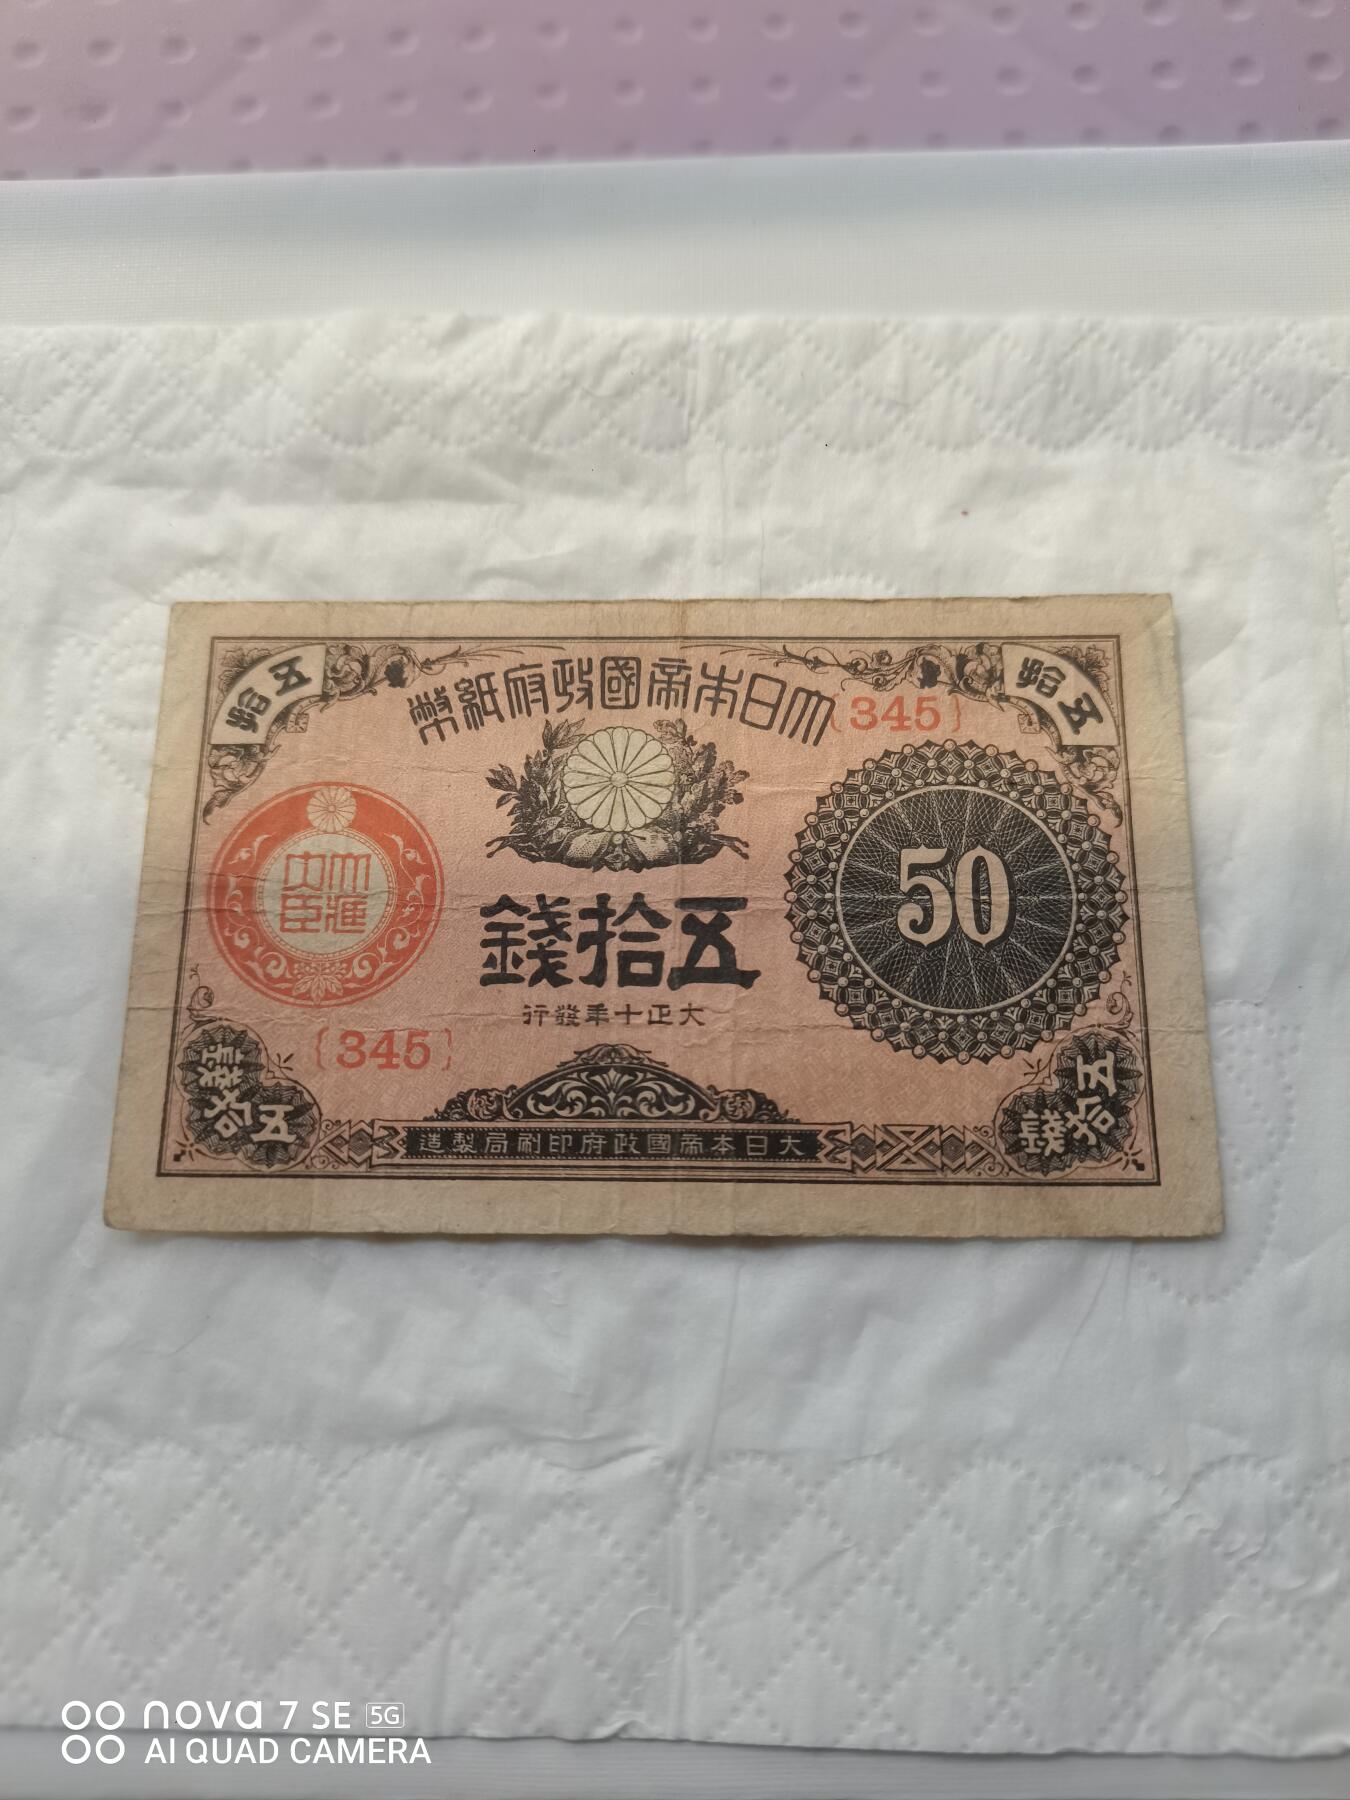 五拾
大日本帝國政府紙幣
五拾
{345}
大藏大臣
50
五拾錢
大正十年發行
{345}
五拾錢
大日本帝國政府印刷局製造
五拾錢
nova 7 SE 5G
AI QUAD CAMERA